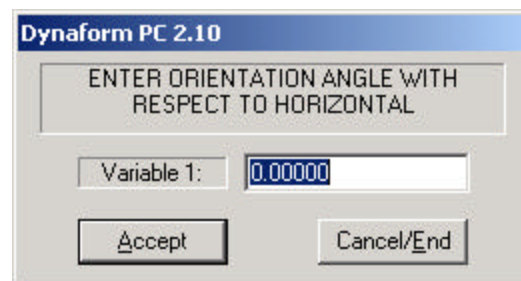 Dynaform PC 2.10
ENTER ORIENTATION ANGLE WITH
RESPECT TO HORIZONTAL
Variable 1: 0.00000
Accept Cancel/End